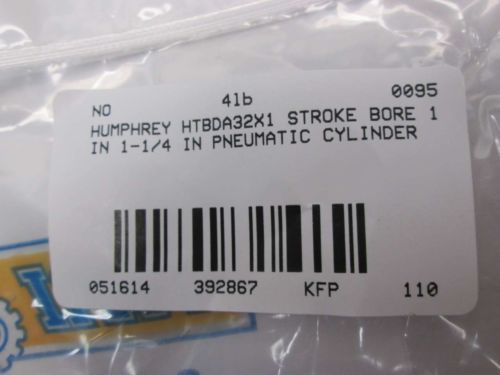 NO 4lb 0095
HUMPHREY HTBDA32X1 STROKE BORE 1
IN 1-1/4 IN PNEUMATIC CYLINDER
051614 392867 KFP 110